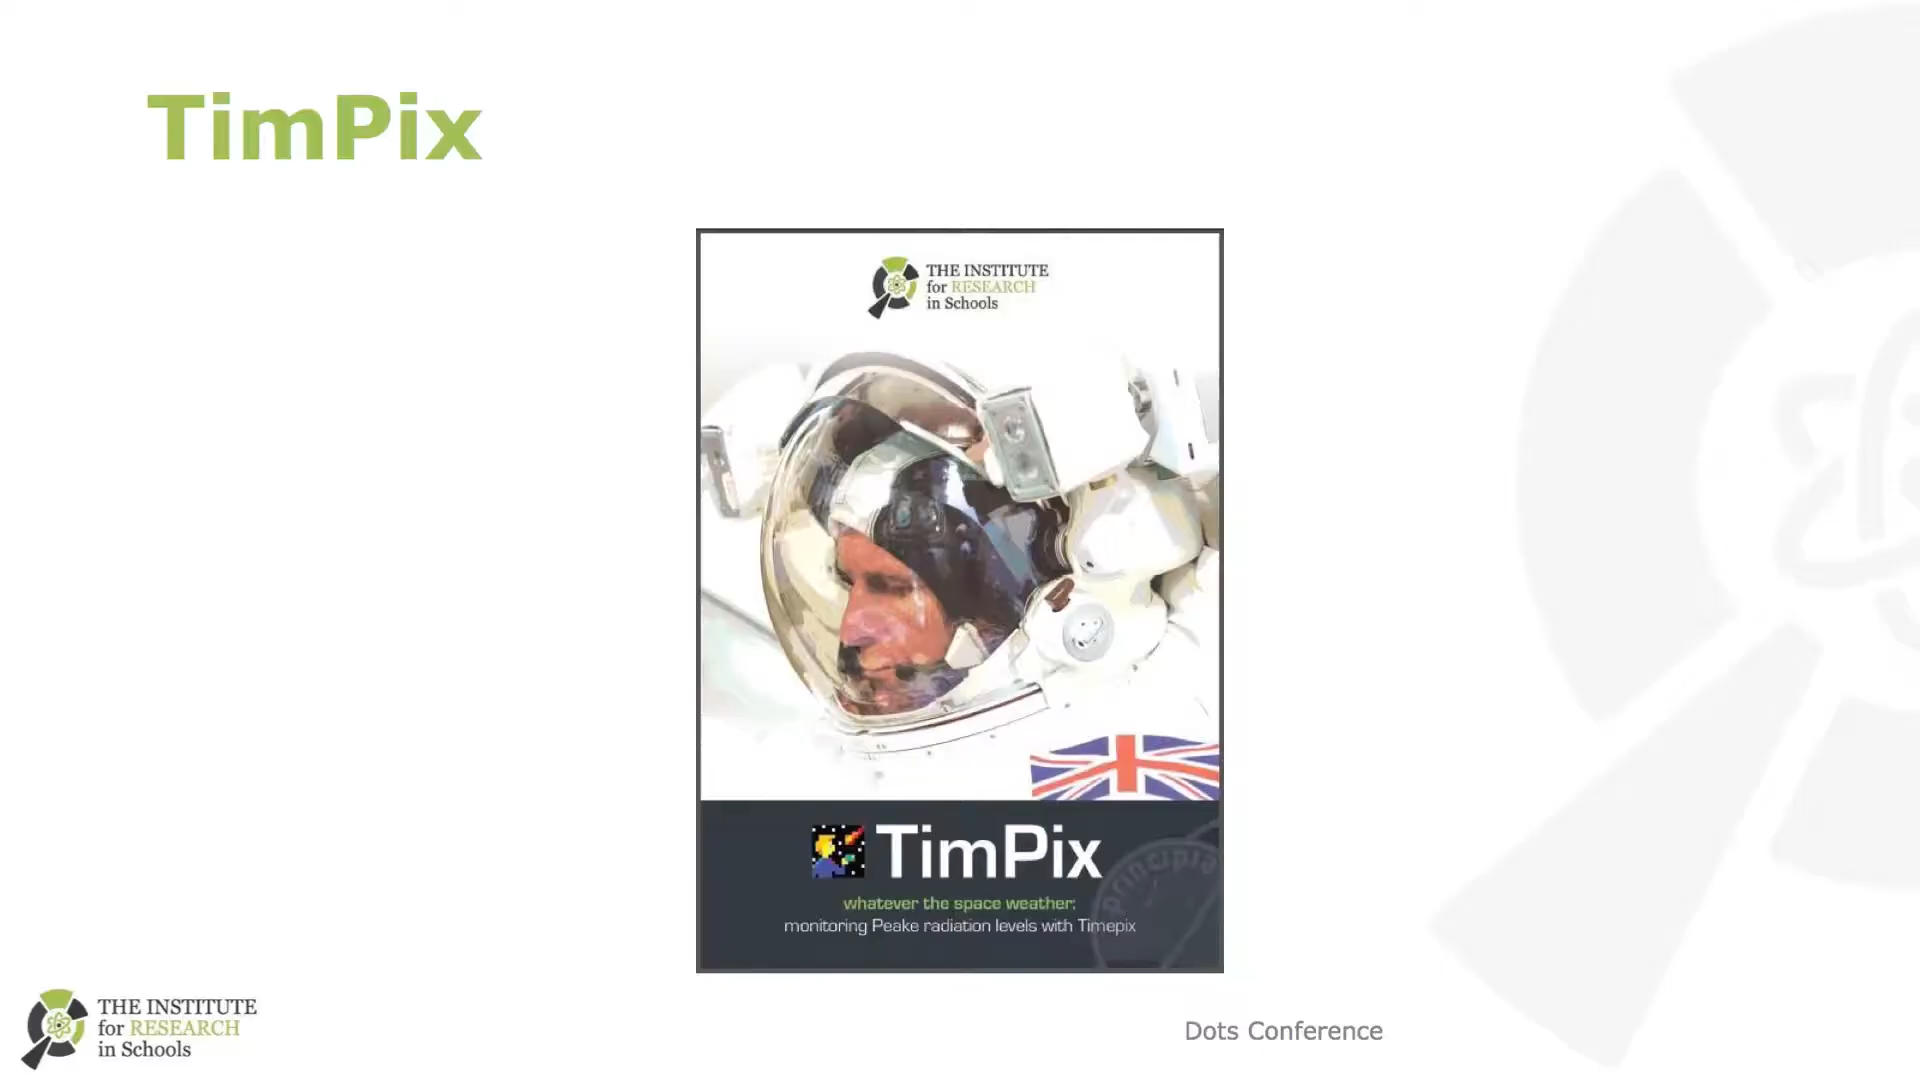 TimPix
THE INSTITUTE
for RESEARCH
in Schools
TimPix
whatever the space weather:
monitoring Peake radiation levels with Timepix
principia
THE INSTITUTE
for RESEARCH
in Schools
Dots Conference